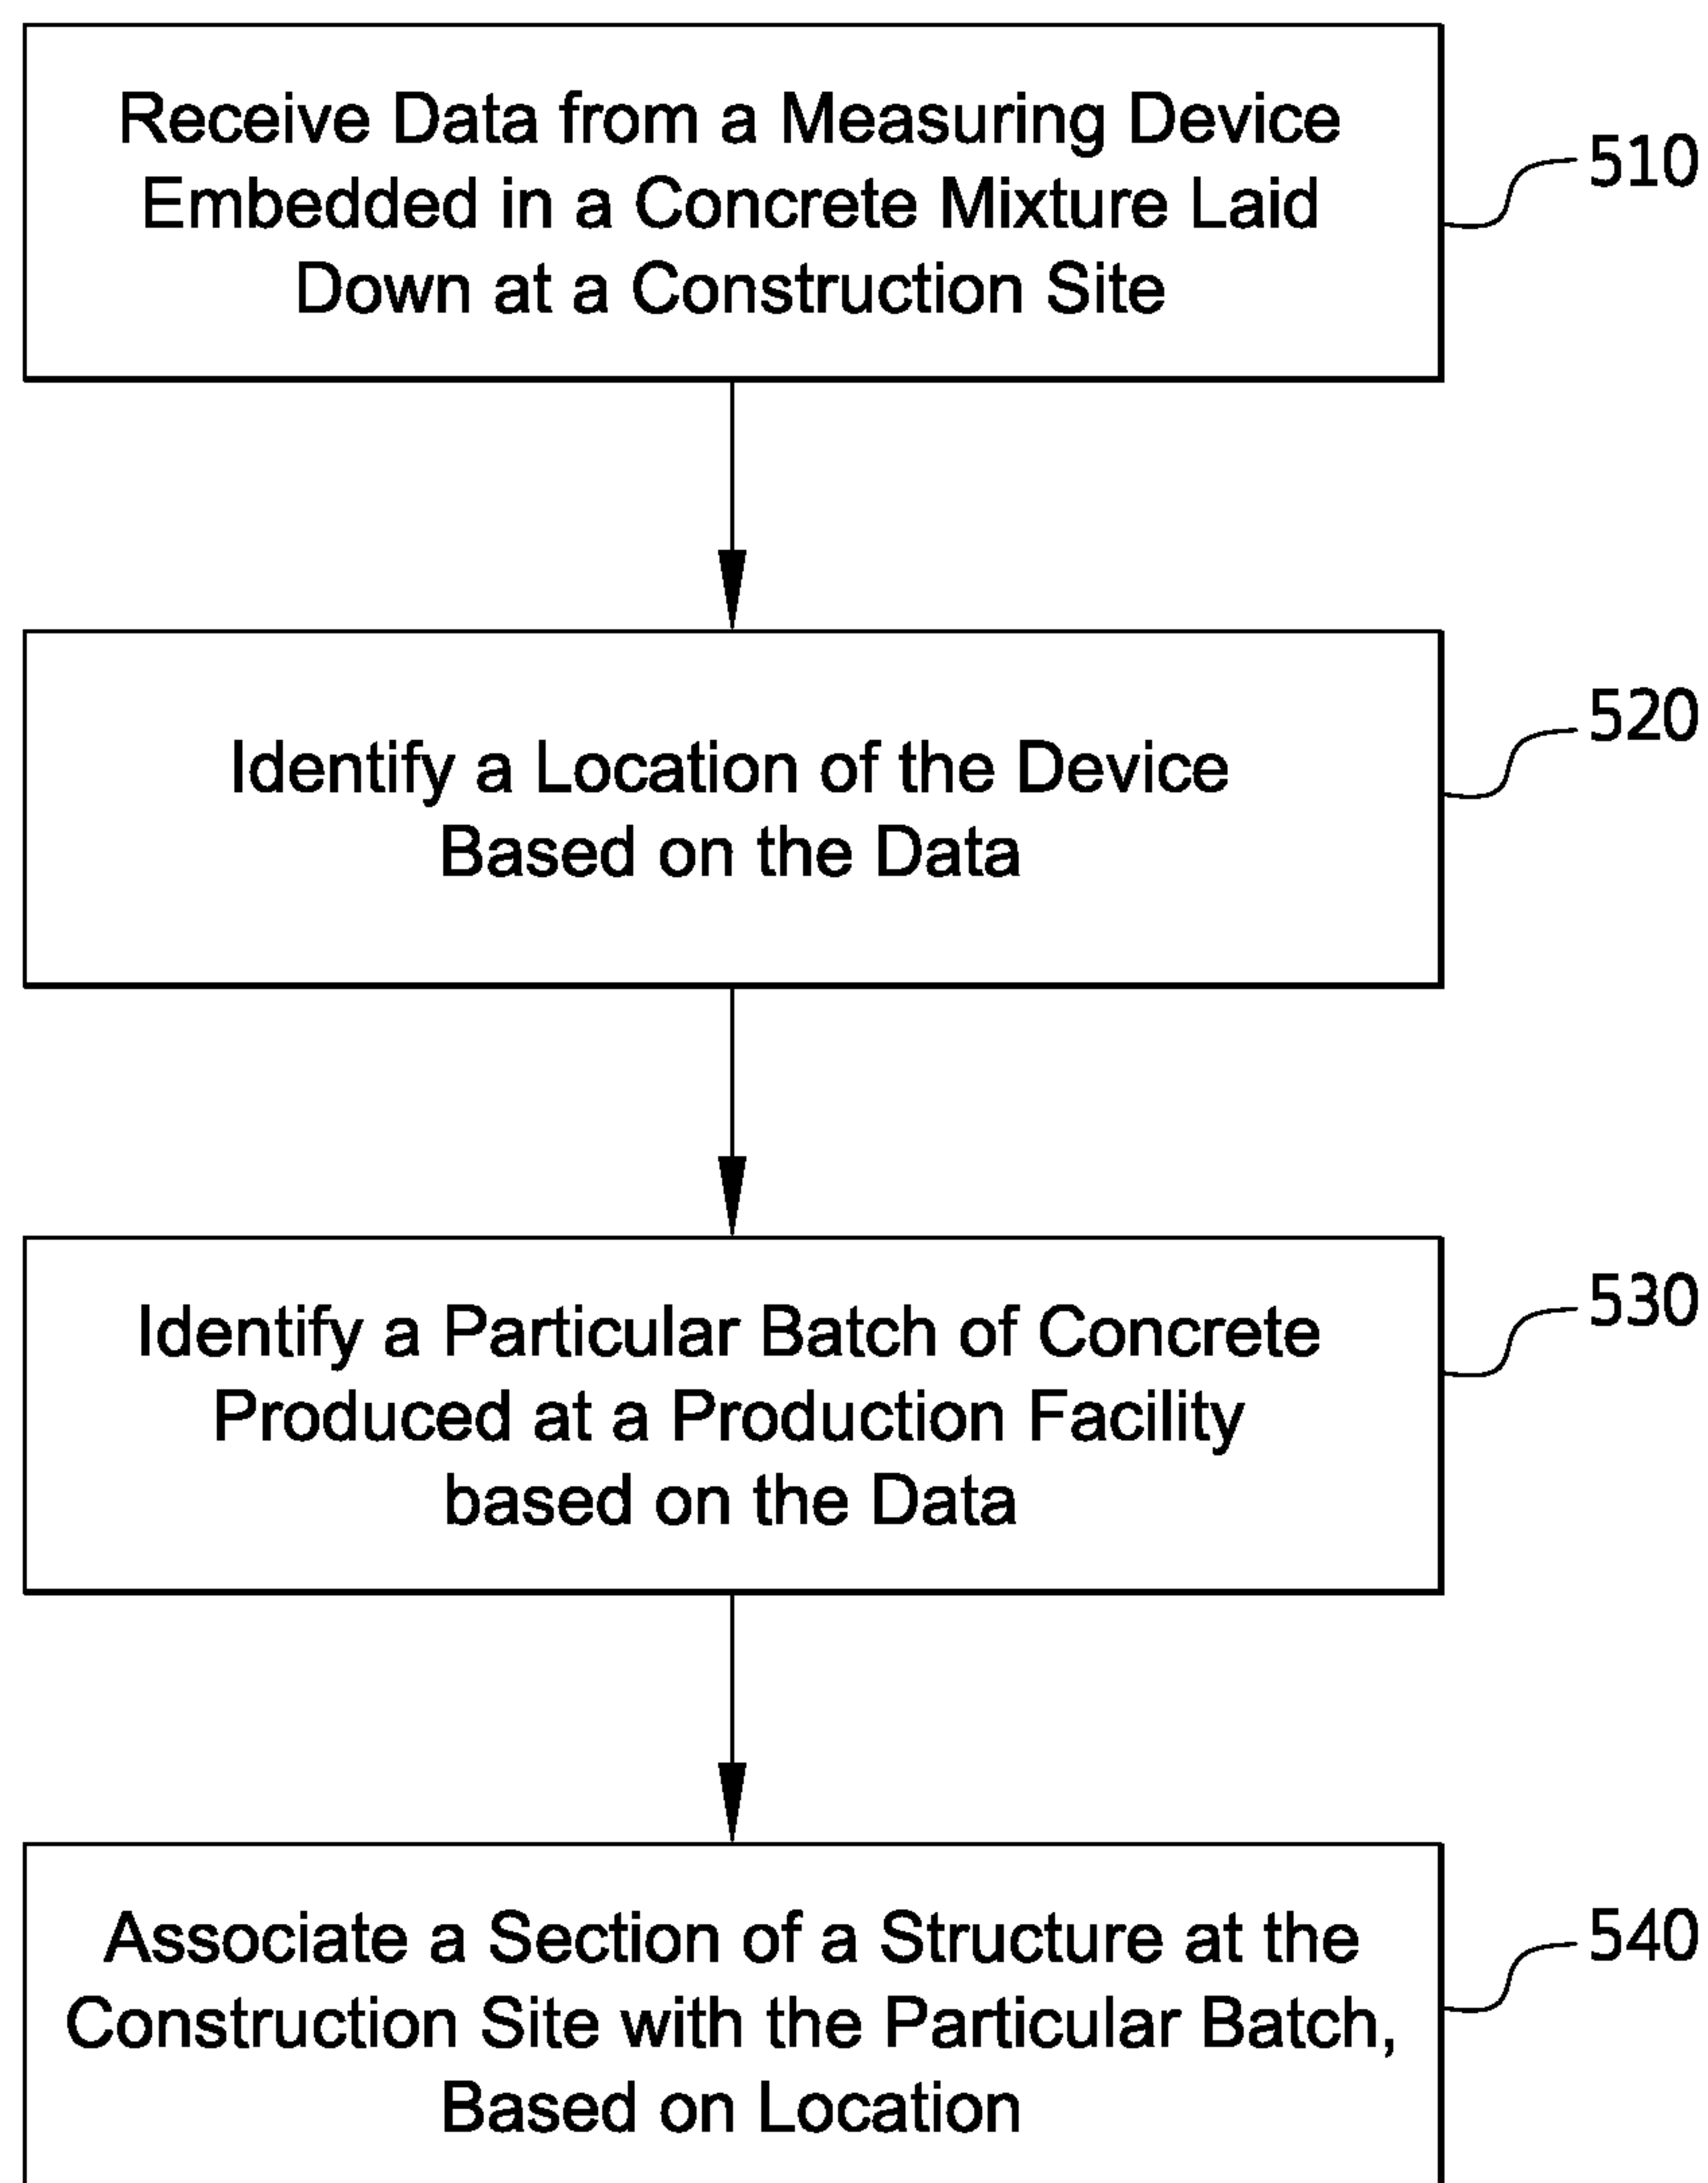 Receive Data from a Measuring Device
Embedded in a Concrete Mixture Laid
Down at a Construction Site
510
Identify a Location of the Device
Based on the Data
520
Identify a Particular Batch of Concrete
Produced at a Production Facility
based on the Data
530
Associate a Section of a Structure at the
Construction Site with the Particular Batch,
Based on Location
540